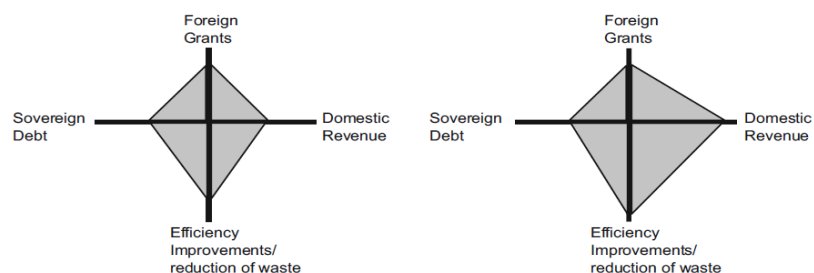 Foreign
Grants
Sovereign
Debt
Domestic
Revenue
Efficiency
Improvements/
reduction of waste
Foreign
Grants
Sovereign
Debt
Domestic
Revenue
Efficiency
Improvements/
reduction of waste